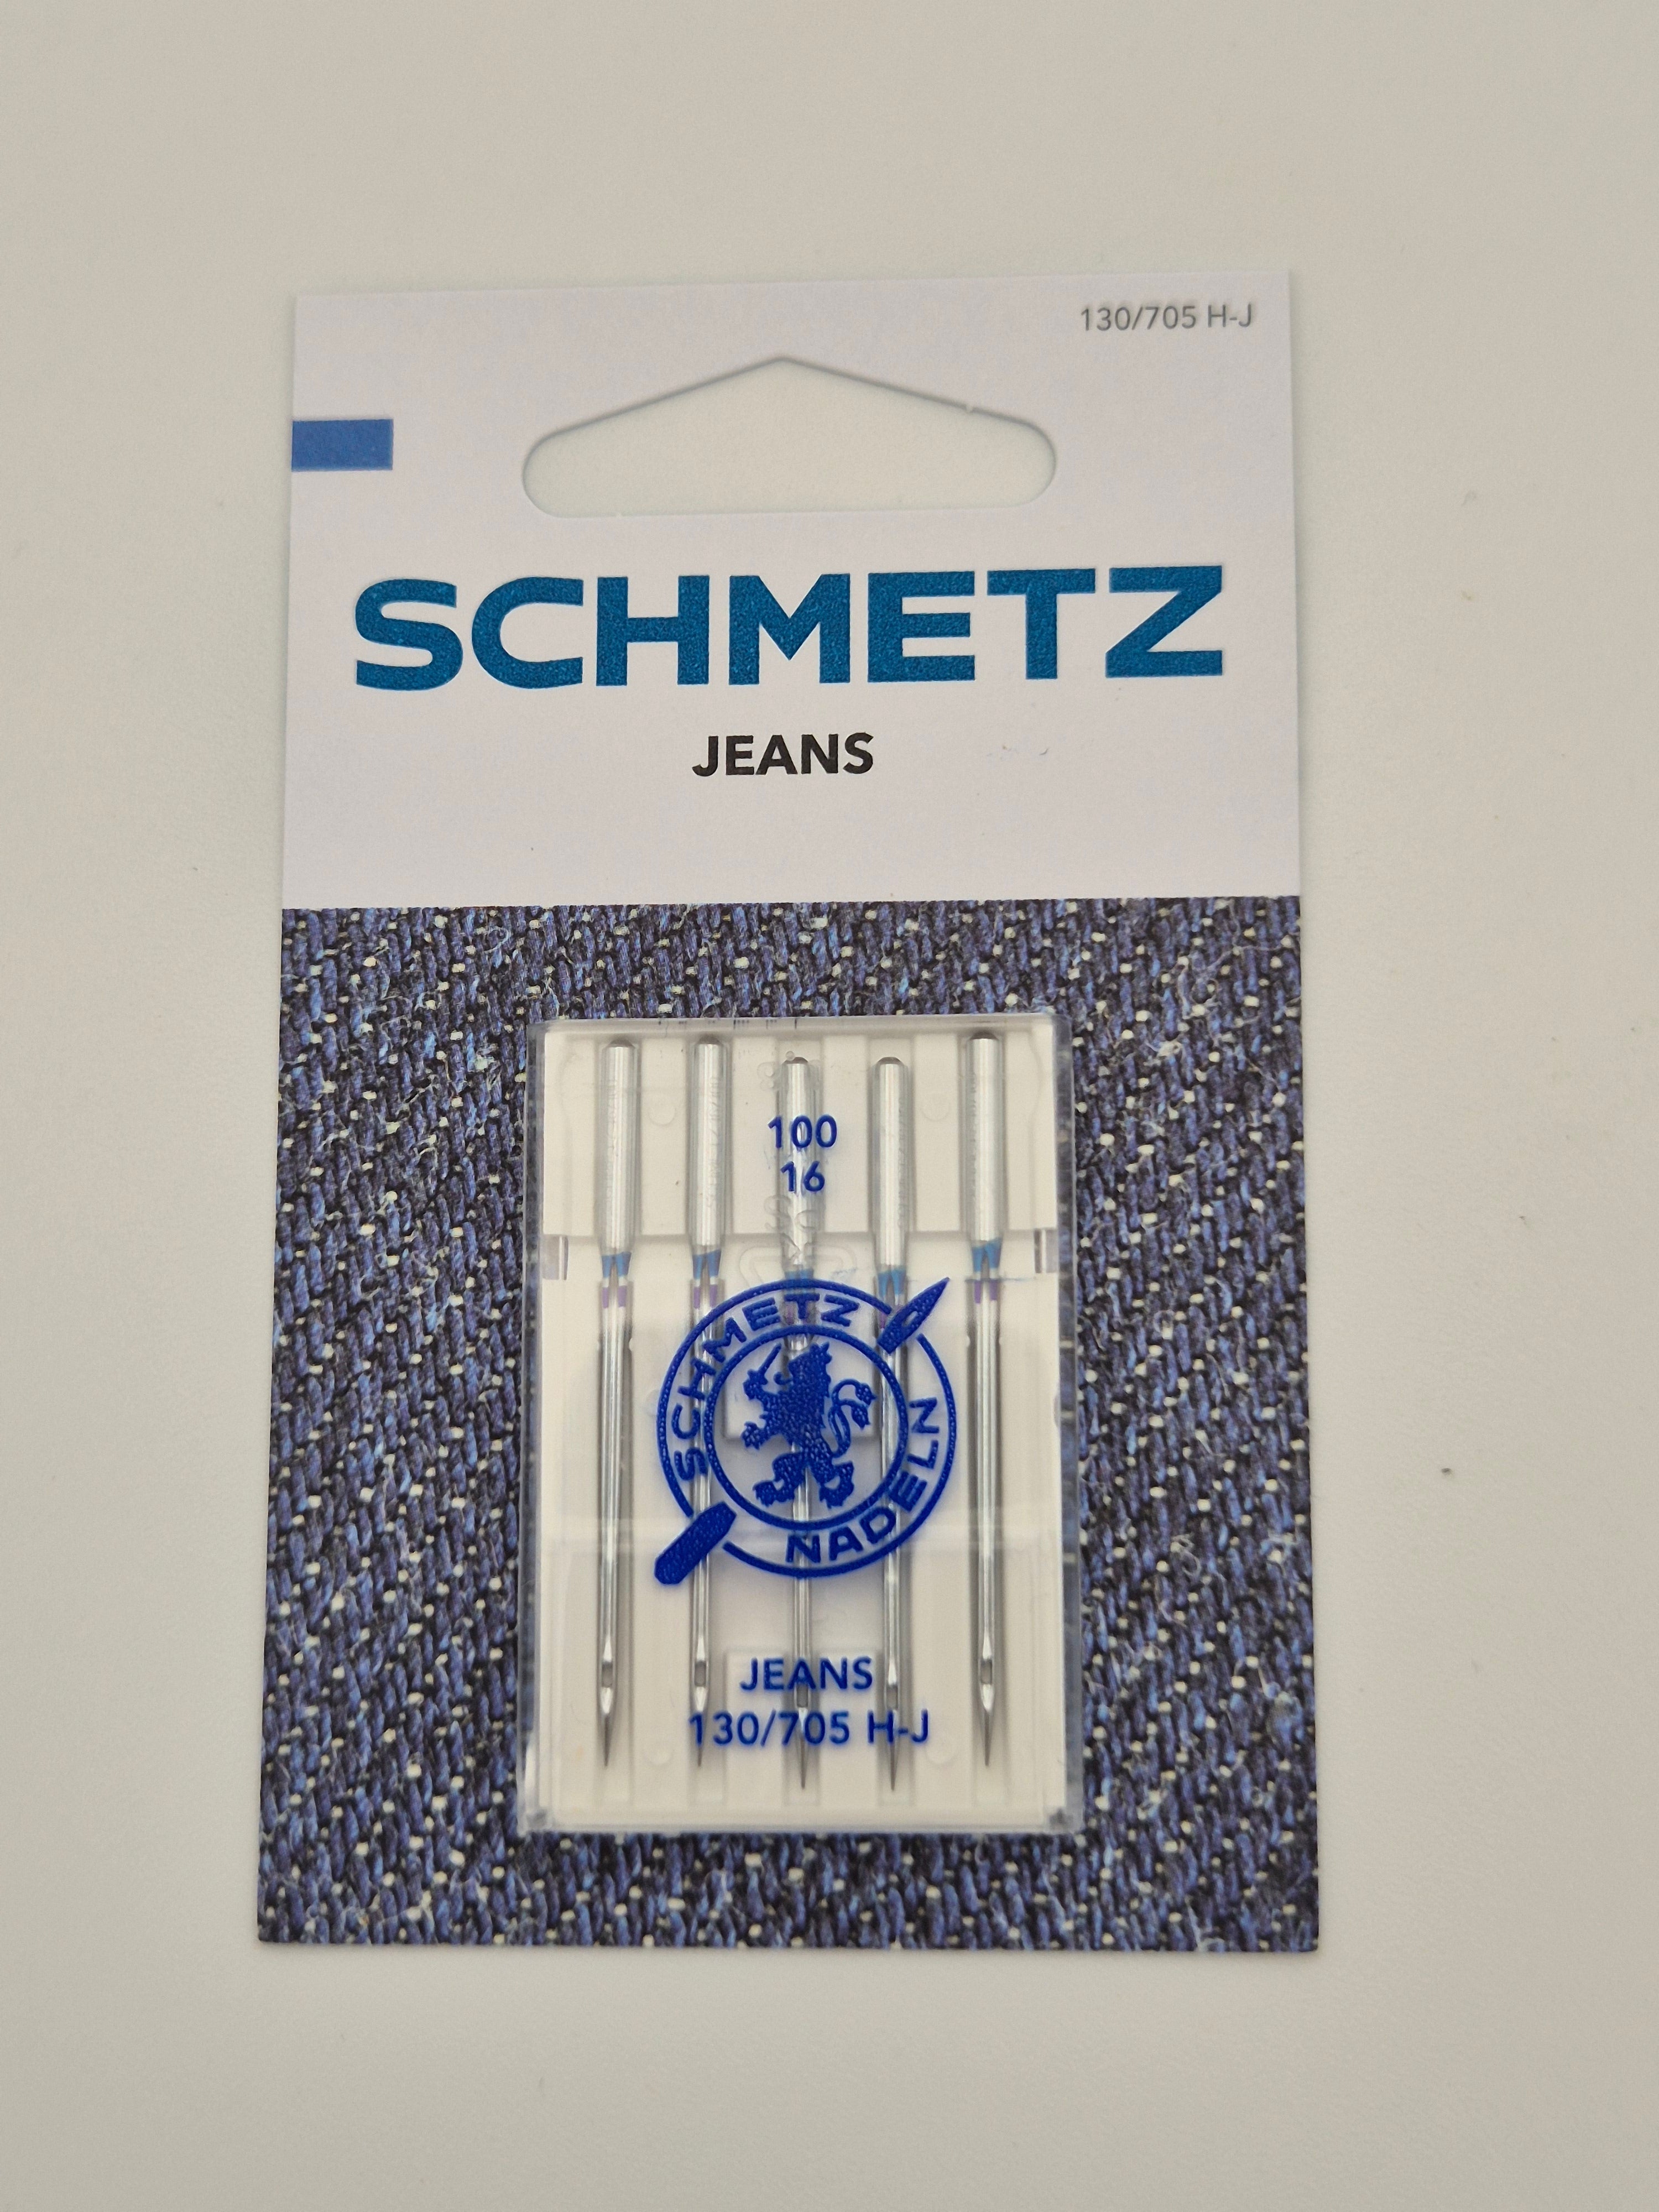 130/705 H-J
SCHMETZ
JEANS
100
16
SCHMETZ
NADELN
JEANS
130/705 H-J